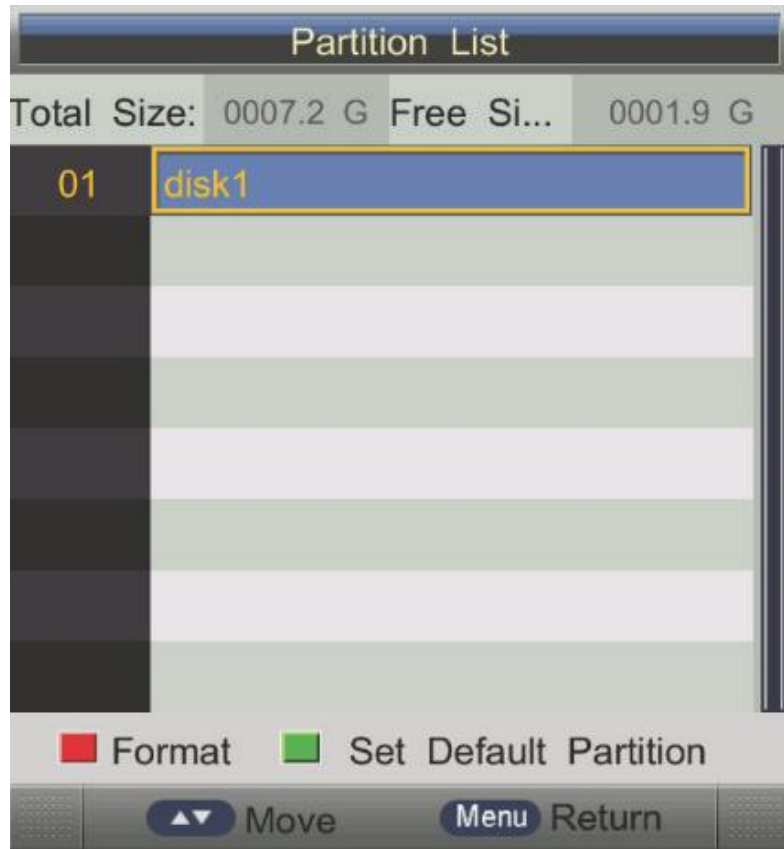 Partition List
Total Size: 0007.2 G Free Si... 0001.9 G
01 disk1
Format Set Default Partition
Move Menu Return